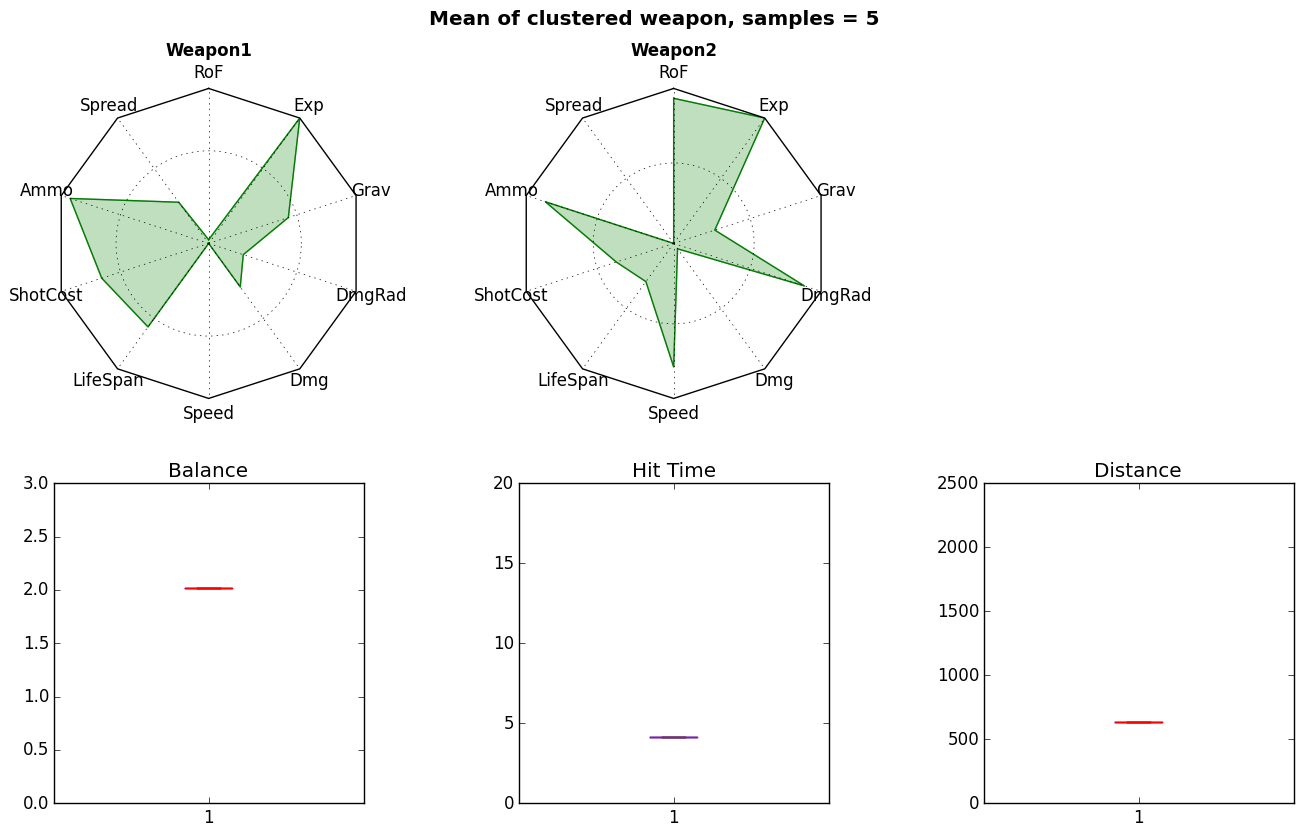 Mean of clustered weapon, samples = 5
Weapon1
RoF
Spread
Exp
Ammo
Grav
ShotCost
DmgRad
LifeSpan
Dmg
Speed
Weapon2
RoF
Spread
Exp
Ammo
Grav
ShotCost
DmgRad
LifeSpan
Dmg
Speed
Balance
3.0
2.5
2.0
1.5
1.0
0.5
0.0
1
Hit Time
20
15
10
5
0
1
Distance
2500
2000
1500
1000
500
0
1